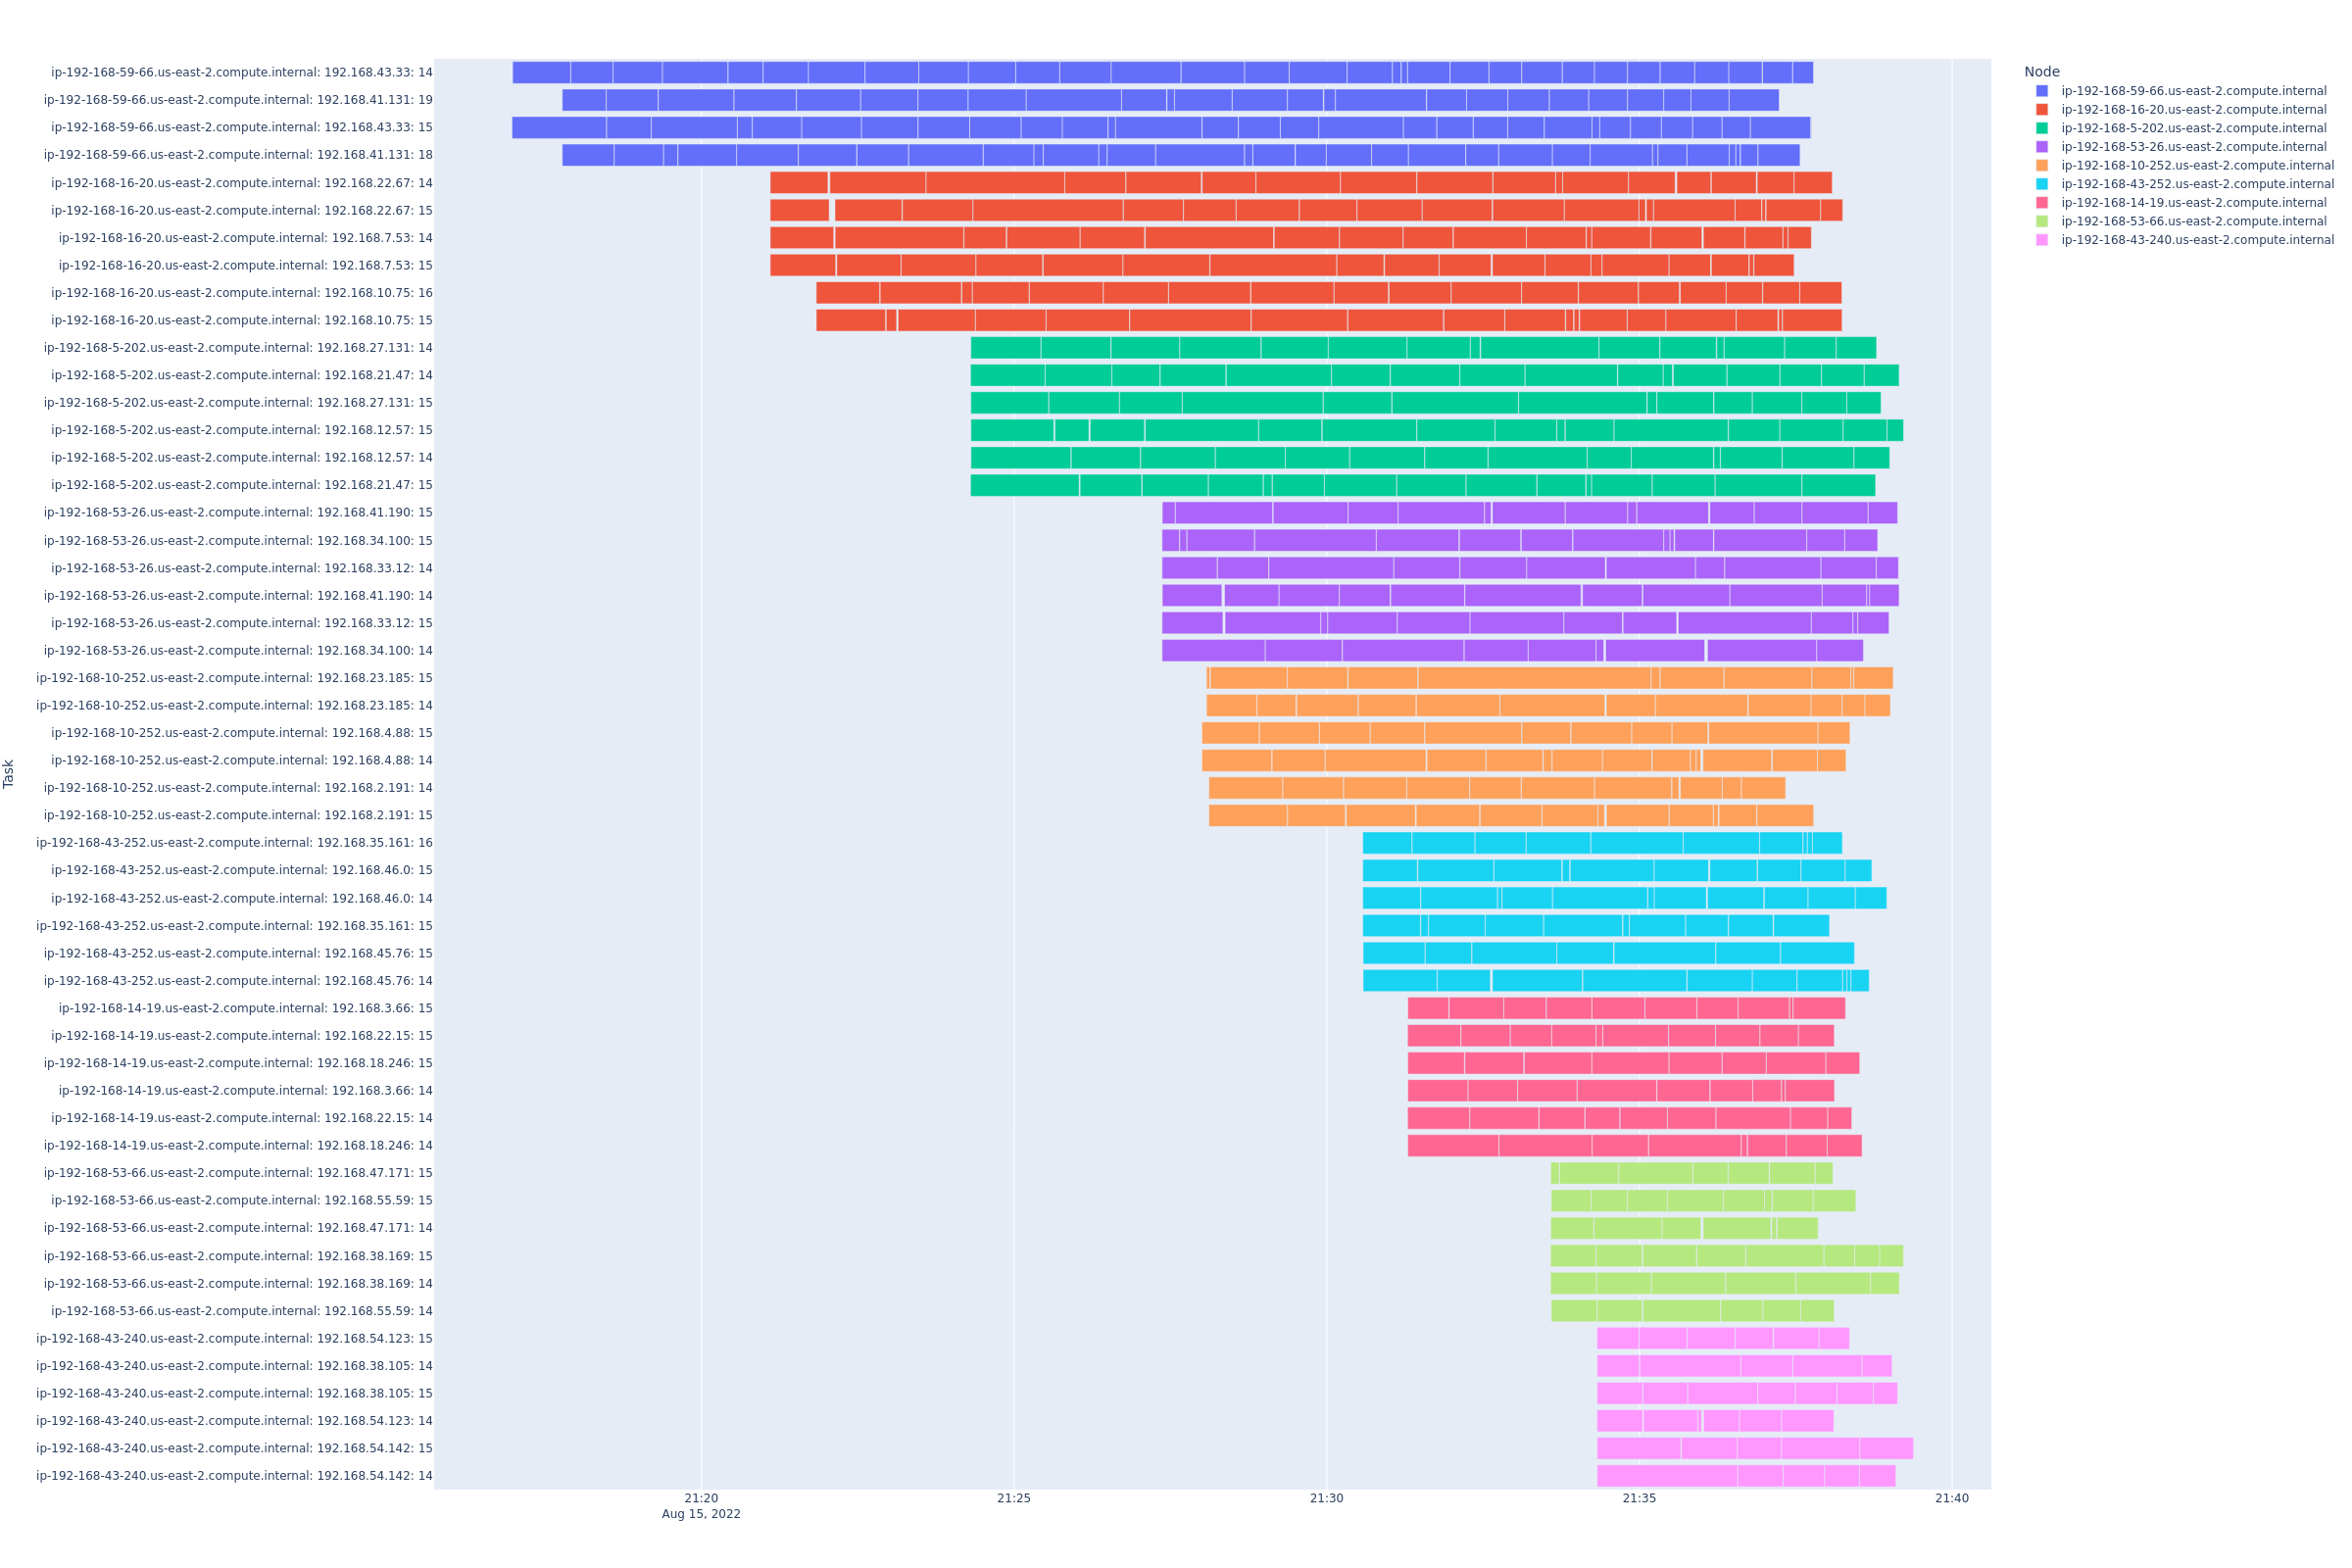 ip-192-168-59-66.us-east-2.compute.internal: 192.168.43.33: 14
ip-192-168-59-66.us-east-2.compute.internal: 192.168.41.131: 19
ip-192-168-59-66.us-east-2.compute.internal: 192.168.43.33: 15
ip-192-168-59-66.us-east-2.compute.internal: 192.168.41.131: 18
ip-192-168-16-20.us-east-2.compute.internal: 192.168.22.67: 14
ip-192-168-16-20.us-east-2.compute.internal: 192.168.22.67: 15
ip-192-168-16-20.us-east-2.compute.internal: 192.168.7.53: 14
ip-192-168-16-20.us-east-2.compute.internal: 192.168.7.53: 15
ip-192-168-16-20.us-east-2.compute.internal: 192.168.10.75: 16
ip-192-168-16-20.us-east-2.compute.internal: 192.168.10.75: 15
ip-192-168-5-202.us-east-2.compute.internal: 192.168.27.131: 14
ip-192-168-5-202.us-east-2.compute.internal: 192.168.21.47: 14
ip-192-168-5-202.us-east-2.compute.internal: 192.168.27.131: 15
ip-192-168-5-202.us-east-2.compute.internal: 192.168.12.57: 15
ip-192-168-5-202.us-east-2.compute.internal: 192.168.12.57: 14
ip-192-168-5-202.us-east-2.compute.internal: 192.168.21.47: 15
ip-192-168-53-26.us-east-2.compute.internal: 192.168.41.190: 15
ip-192-168-53-26.us-east-2.compute.internal: 192.168.34.100: 15
ip-192-168-53-26.us-east-2.compute.internal: 192.168.33.12: 14
ip-192-168-53-26.us-east-2.compute.internal: 192.168.41.190: 14
ip-192-168-53-26.us-east-2.compute.internal: 192.168.33.12: 15
ip-192-168-53-26.us-east-2.compute.internal: 192.168.34.100: 14
ip-192-168-10-252.us-east-2.compute.internal: 192.168.23.185: 15
ip-192-168-10-252.us-east-2.compute.internal: 192.168.23.185: 14
ip-192-168-10-252.us-east-2.compute.internal: 192.168.4.88: 15
ip-192-168-10-252.us-east-2.compute.internal: 192.168.4.88: 14
ip-192-168-10-252.us-east-2.compute.internal: 192.168.2.191: 14
ip-192-168-10-252.us-east-2.compute.internal: 192.168.2.191: 15
ip-192-168-43-252.us-east-2.compute.internal: 192.168.35.161: 16
ip-192-168-43-252.us-east-2.compute.internal: 192.168.46.0: 15
ip-192-168-43-252.us-east-2.compute.internal: 192.168.46.0: 14
ip-192-168-43-252.us-east-2.compute.internal: 192.168.35.161: 15
ip-192-168-43-252.us-east-2.compute.internal: 192.168.45.76: 15
ip-192-168-43-252.us-east-2.compute.internal: 192.168.45.76: 14
ip-192-168-14-19.us-east-2.compute.internal: 192.168.3.66: 15
ip-192-168-14-19.us-east-2.compute.internal: 192.168.22.15: 15
ip-192-168-14-19.us-east-2.compute.internal: 192.168.18.246: 15
ip-192-168-14-19.us-east-2.compute.internal: 192.168.3.66: 14
ip-192-168-14-19.us-east-2.compute.internal: 192.168.22.15: 14
ip-192-168-14-19.us-east-2.compute.internal: 192.168.18.246: 14
ip-192-168-53-66.us-east-2.compute.internal: 192.168.47.171: 15
ip-192-168-53-66.us-east-2.compute.internal: 192.168.55.59: 15
ip-192-168-53-66.us-east-2.compute.internal: 192.168.47.171: 14
ip-192-168-53-66.us-east-2.compute.internal: 192.168.38.169: 15
ip-192-168-53-66.us-east-2.compute.internal: 192.168.38.169: 14
ip-192-168-53-66.us-east-2.compute.internal: 192.168.55.59: 14
ip-192-168-43-240.us-east-2.compute.internal: 192.168.54.123: 15
ip-192-168-43-240.us-east-2.compute.internal: 192.168.38.105: 14
ip-192-168-43-240.us-east-2.compute.internal: 192.168.38.105: 15
ip-192-168-43-240.us-east-2.compute.internal: 192.168.54.123: 14
ip-192-168-43-240.us-east-2.compute.internal: 192.168.54.142: 15
ip-192-168-43-240.us-east-2.compute.internal: 192.168.54.142: 14
Task
21:20
Aug 15, 2022
21:25
21:30
21:35
21:40
Node
ip-192-168-59-66.us-east-2.compute.internal
ip-192-168-16-20.us-east-2.compute.internal
ip-192-168-5-202.us-east-2.compute.internal
ip-192-168-53-26.us-east-2.compute.internal
ip-192-168-10-252.us-east-2.compute.internal
ip-192-168-43-252.us-east-2.compute.internal
ip-192-168-14-19.us-east-2.compute.internal
ip-192-168-53-66.us-east-2.compute.internal
ip-192-168-43-240.us-east-2.compute.internal